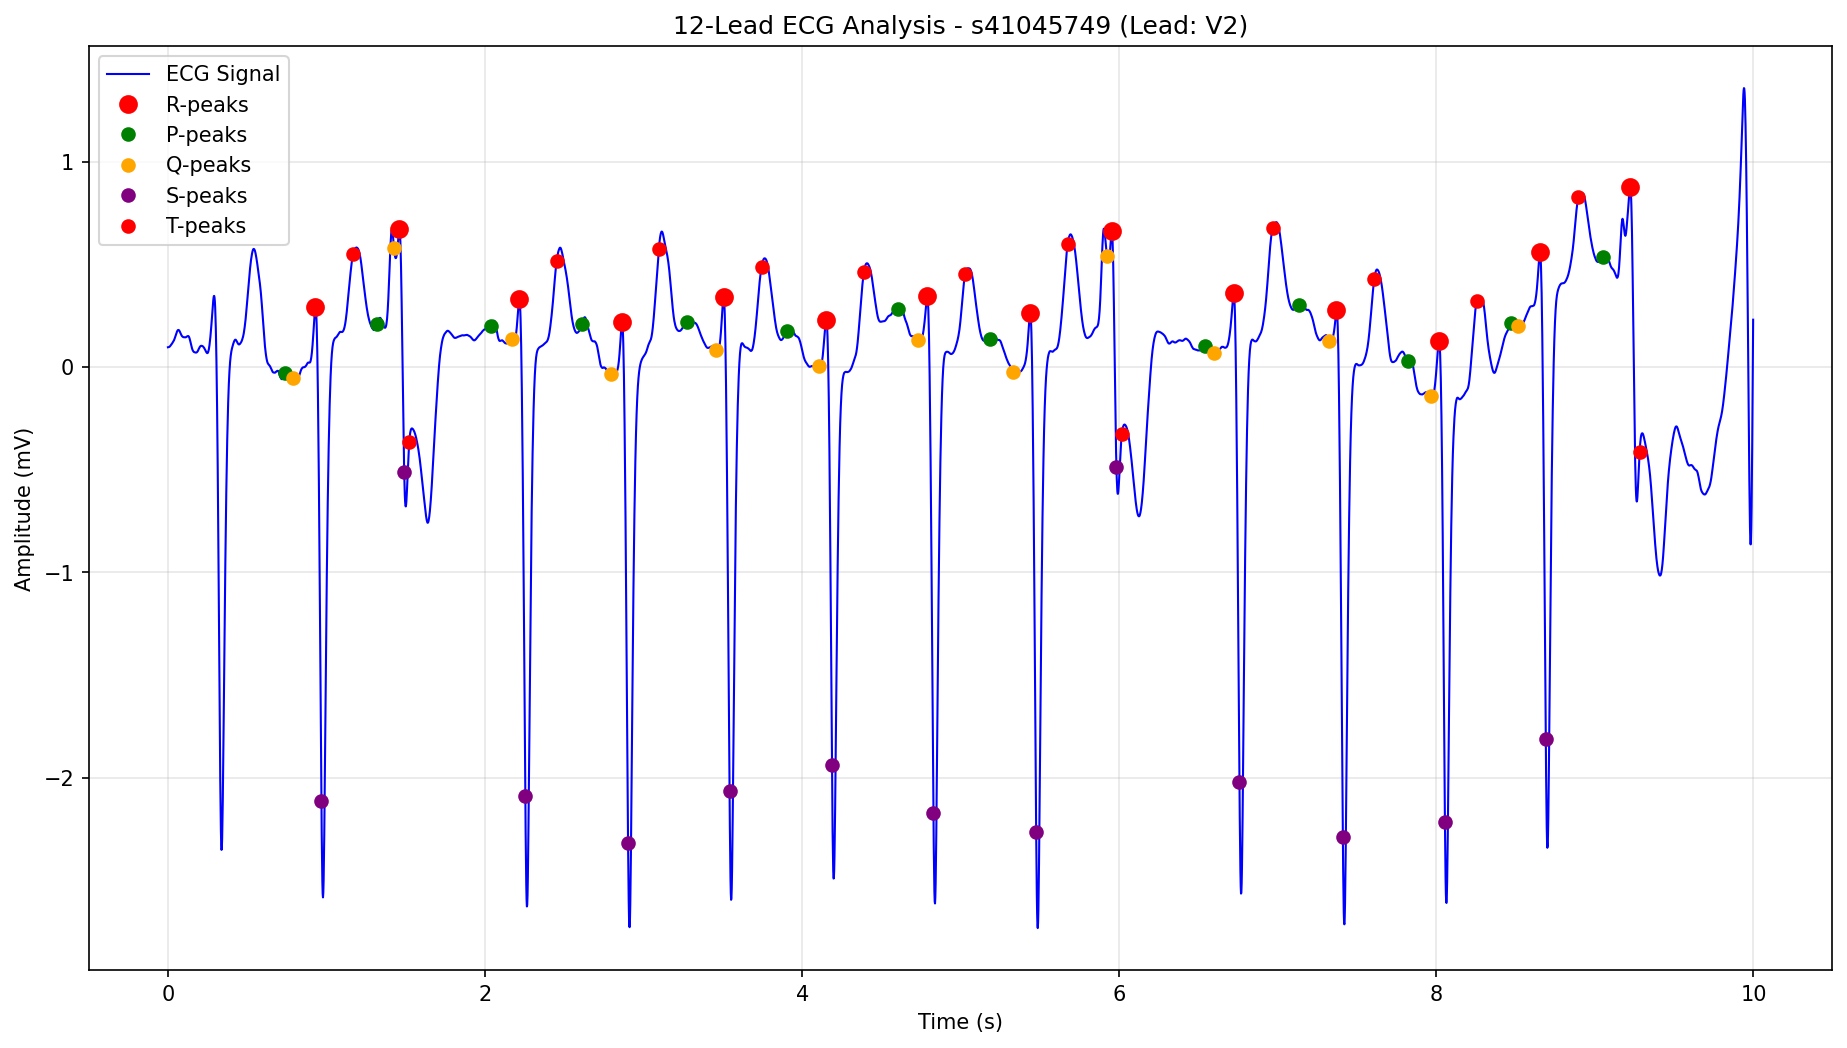 12-Lead ECG Analysis - s41045749 (Lead: V2)
ECG Signal
R-peaks
P-peaks
Q-peaks
S-peaks
T-peaks
1
0
−1
−2
Amplitude (mV)
0 2 4 6 8 10
Time (s)